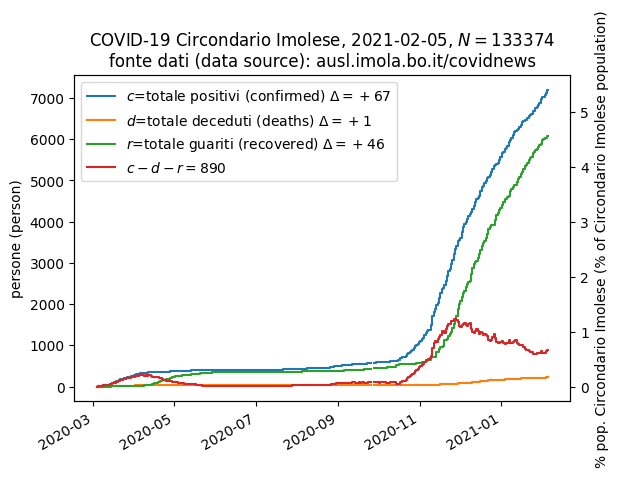 COVID-19 Circondario Imolese, 2021-02-05, N = 133374
fonte dati (data source): ausl.imola.bo.it/covidnews
c=totale positivi (confirmed) Δ = +67
d=totale deceduti (deaths) Δ = +1
r=totale guariti (recovered) Δ = +46
c − d − r = 890
persone (person)
7000
6000
5000
4000
3000
2000
1000
0
5
4
3
2
1
0
% pop. Circondario Imolese (% of Circondario Imolese population)
2020-03
2020-05
2020-07
2020-09
2020-11
2021-01